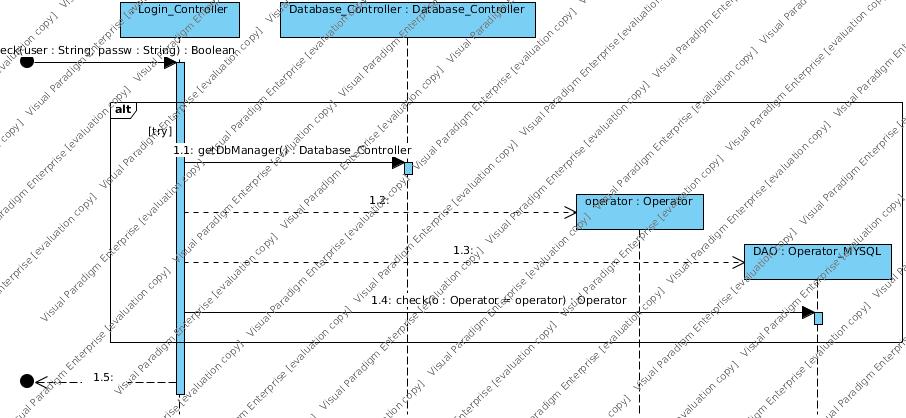 Login_Controller
Database_Controller : Database_Controller
eck(user : String, passw : String) : Boolean
alt
[try]
1.1: getDbManager() : Database_Controller
1.2:
operator : Operator
1.3:
DAO : Operator_MYSQL
1.4: check(o : Operator = operator) : Operator
1.5:
Visual Paradigm Enterprise [evaluation copy]